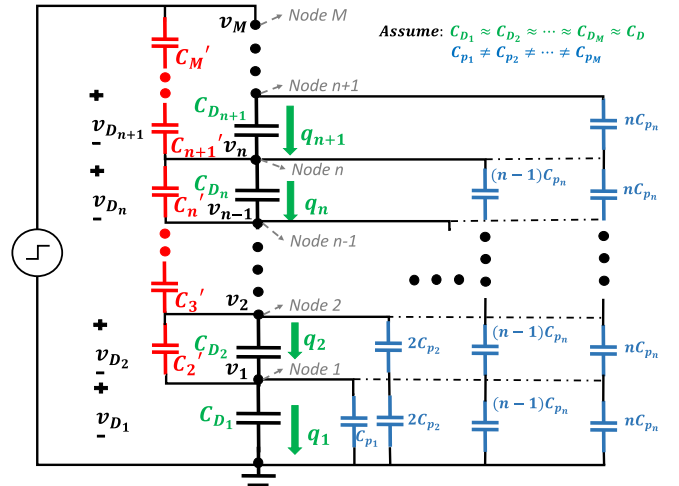 v_M
Node M
Assume: C_{D_1} ≈ C_{D_2} ≈ ⋯ ≈ C_{D_M} ≈ C_D
C_{p_1} ≠ C_{p_2} ≠ ⋯ ≠ C_{p_M}
C_M'
Node n+1
+
v_{D_{n+1}}
-
C_{n+1}'
C_{D_{n+1}}
v_n
q_{n+1}
nC_{p_n}
Node n
+
v_{D_n}
-
C_n'
C_{D_n}
v_{n-1}
q_n
(n-1)C_{p_n}
nC_{p_n}
Node n-1
C_3'
v_2
Node 2
+
v_{D_2}
-
C_2'
C_{D_2}
v_1
q_2
2C_{p_2}
(n-1)C_{p_n}
nC_{p_n}
Node 1
+
v_{D_1}
-
C_{D_1}
q_1
C_{p_1}
2C_{p_2}
(n-1)C_{p_n}
nC_{p_n}